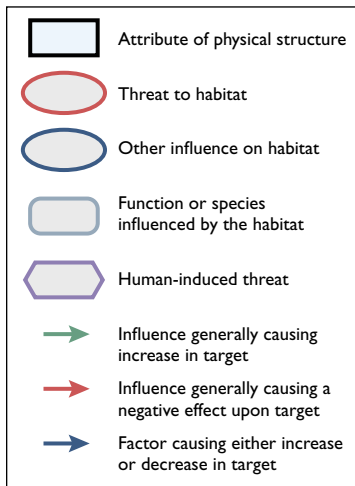 Attribute of physical structure
Threat to habitat
Other influence on habitat
Function or species
influenced by the habitat
Human-induced threat
Influence generally causing
increase in target
Influence generally causing a
negative effect upon target
Factor causing either increase
or decrease in target